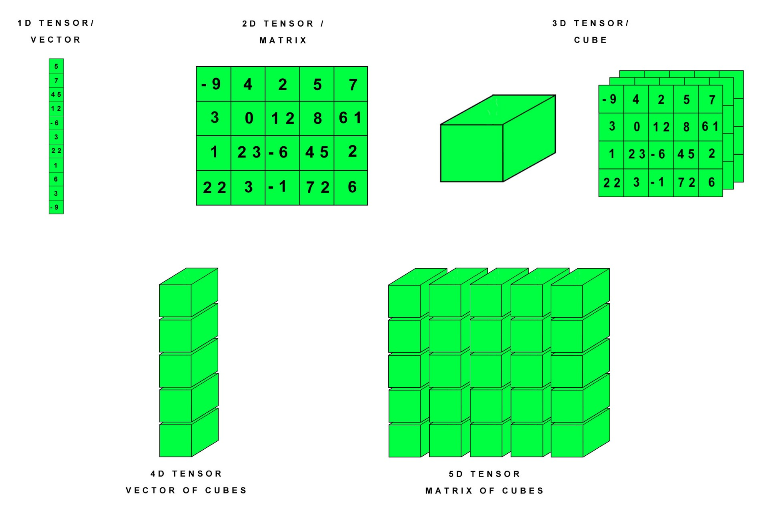 1D TENSOR/
VECTOR
5
7
45
12
-6
3
22
1
6
3
-9
2D TENSOR /
MATRIX
-9 4 2 5 7
3 0 12 8 61
1 23 -6 45 2
22 3 -1 72 6
3D TENSOR/
CUBE
-9 4 2 5 7
3 0 12 8 61
1 23 -6 45 2
22 3 -1 72 6
4D TENSOR
VECTOR OF CUBES
5D TENSOR
MATRIX OF CUBES